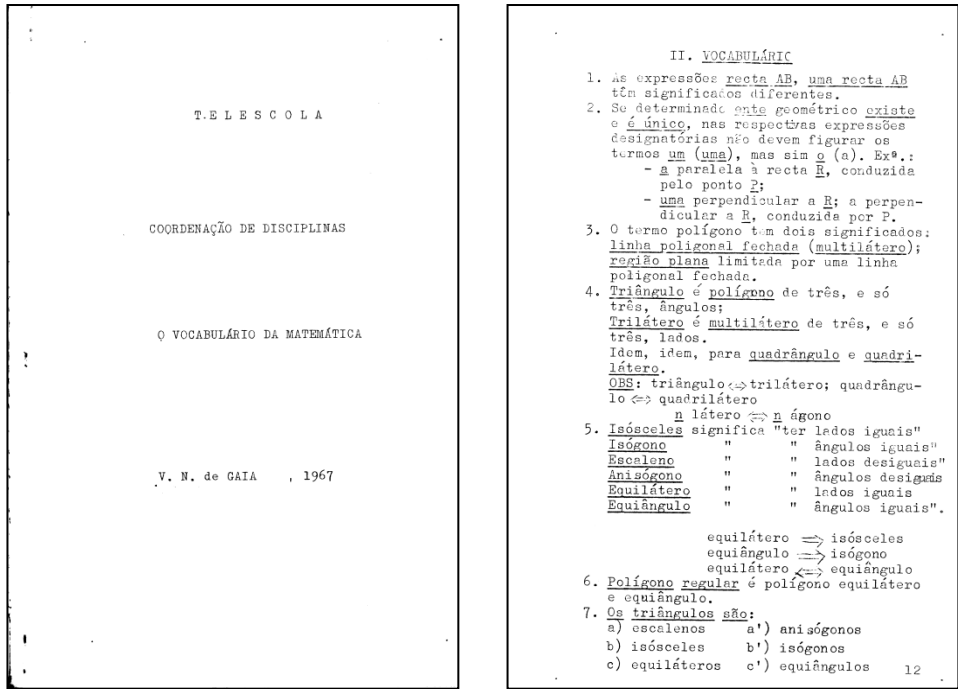 T.E L E S C O L A
COORDENAÇÃO DE DISCIPLINAS
O VOCABULÁRIO DA MATEMÁTICA
V. N. de GAIA , 1967
II. VOCABULÁRIO
1. As expressões recta AB, uma recta AB
têm significados diferentes.
2. Se determinado ente geométrico existe
e é único, nas respectivas expressões
designatórias não devem figurar os
termos um (uma), mas sim o (a). Exª.:
- a paralela à recta R, conduzida
pelo ponto P;
- uma perpendicular a R; a perpen-
dicular a R, conduzida por P.
3. O termo polígono tem dois significados:
linha poligonal fechada (multilátero);
região plana limitada por uma linha
poligonal fechada.
4. Triângulo é polígono de três, e só
três, ângulos;
Trilátero é multilátero de três, e só
três, lados.
Idem, idem, para quadrângulo e quadri-
látero.
OBS: triângulo ⇔ trilátero; quadrângu-
lo ⇔ quadrilátero
n látero ⇔ n ágono
5. Isósceles significa "ter lados iguais"
Isógono " " ângulos iguais"
Escaleno " " lados desiguais"
Anisógono " " ângulos desiguais
Equilátero " " lados iguais
Equiângulo " " ângulos iguais".
equilátero ⇒ isósceles
equiângulo ⇒ isógono
equilátero ⇔ equiângulo
6. Polígono regular é polígono equilátero
e equiângulo.
7. Os triângulos são:
a) escalenos a') anisógonos
b) isósceles b') isógonos
c) equiláteros c') equiângulos
12